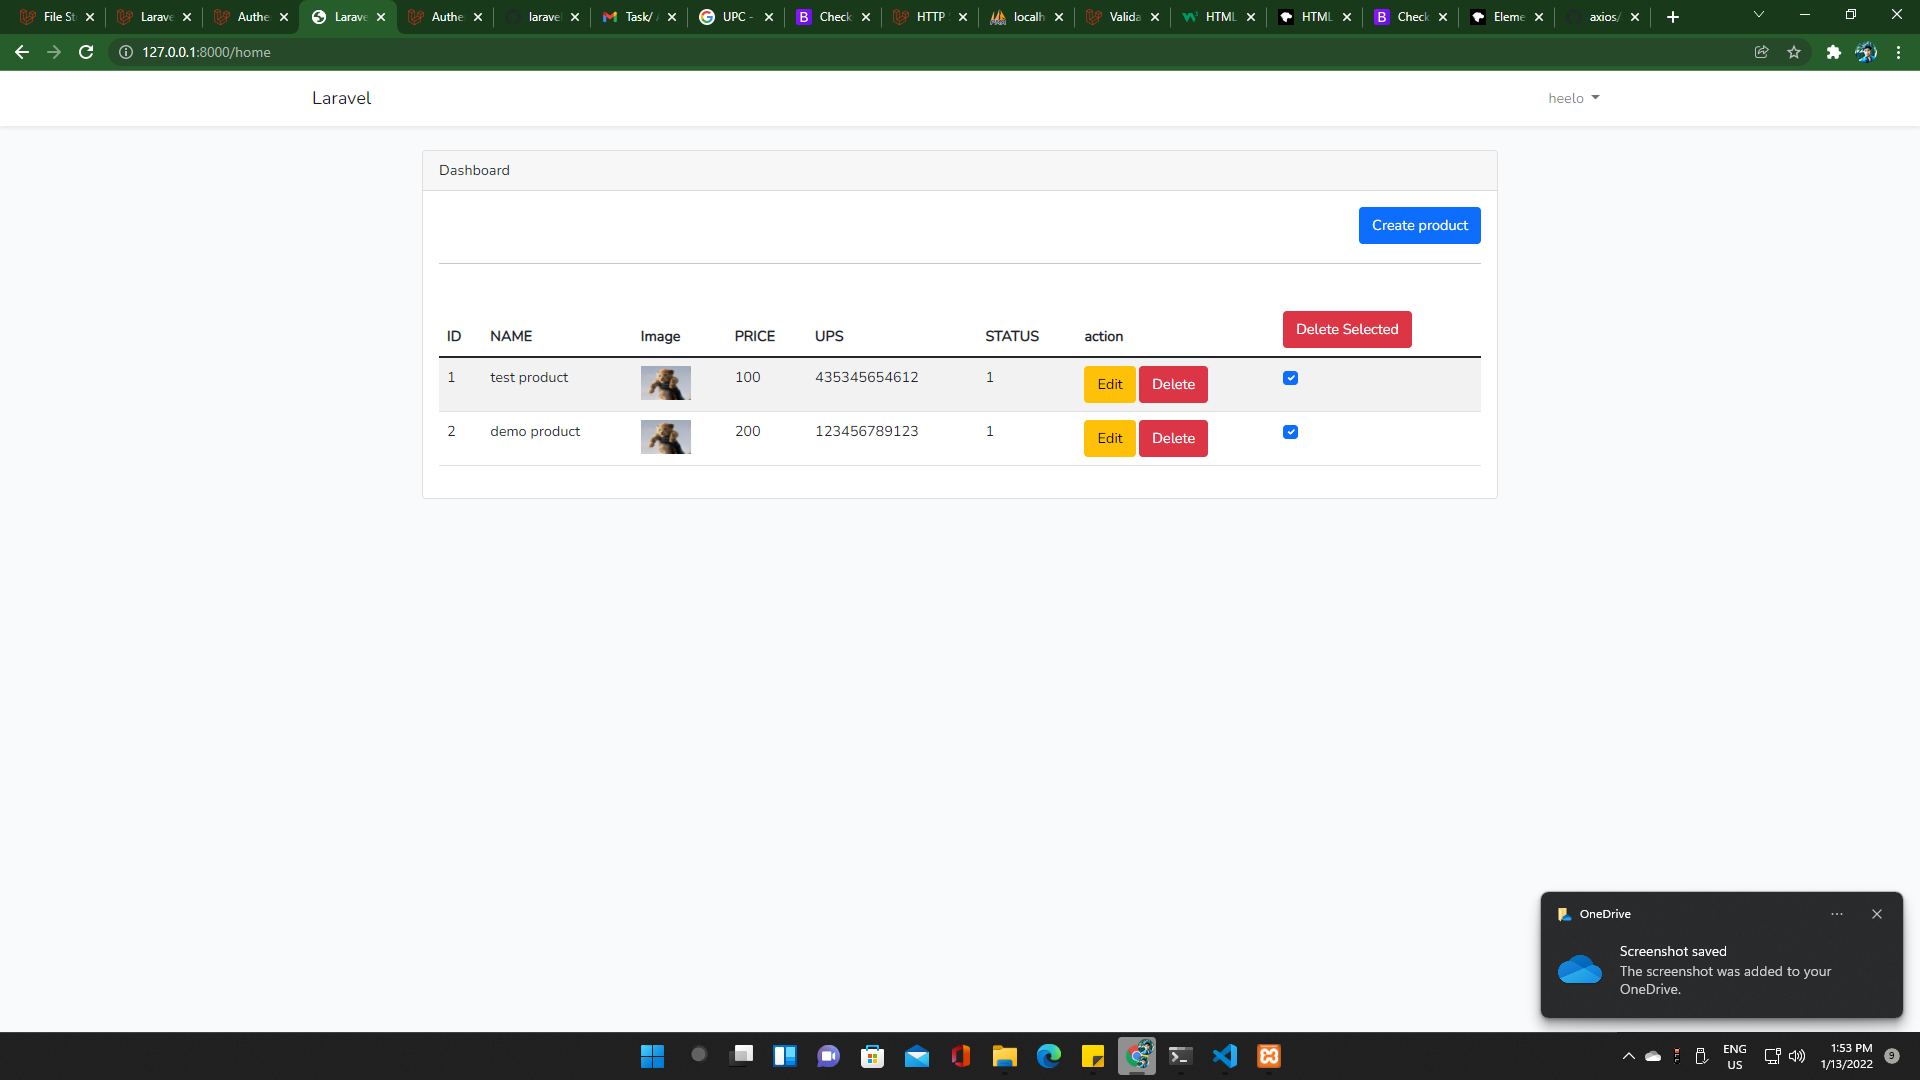 File St
Larave
Authe
Larave
Authe
laravel
Task/
UPC -
Check
HTTP
localh
Valida
HTML
HTML
Check
Eleme
axios/
127.0.0.1:8000/home
Laravel
heelo
Dashboard
Create product
ID NAME Image PRICE UPS STATUS action Delete Selected
1 test product 100 435345654612 1 Edit Delete
2 demo product 200 123456789123 1 Edit Delete
OneDrive
Screenshot saved
The screenshot was added to your
OneDrive.
ENG
US
1:53 PM
1/13/2022
9